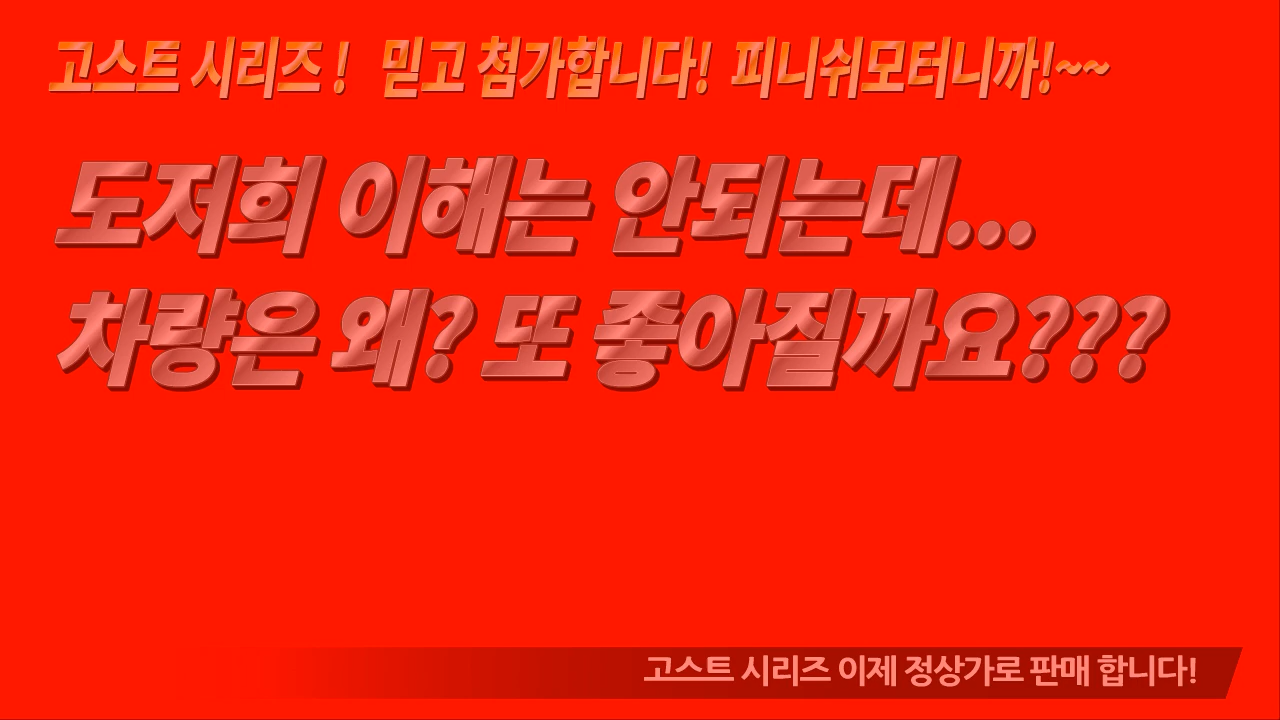 고스트 시리즈 ! 믿고 첨가합니다! 피니쉬모터니까!~~
도저희 이해는 안되는데...
차량은 왜? 또 좋아질까요???
고스트 시리즈 이제 정상가로 판매 합니다!